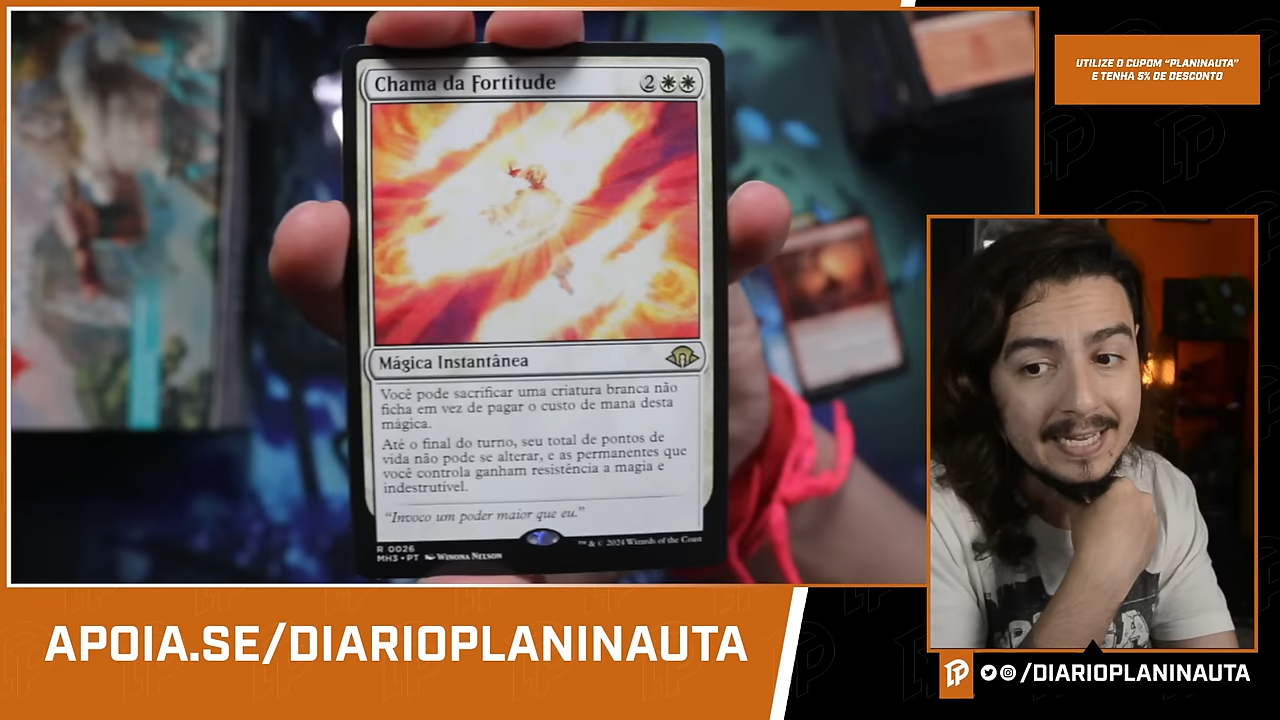 UTILIZE O CUPOM “PLANINAUTA”
E TENHA 5% DE DESCONTO
Chama da Fortitude 2
Mágica Instantânea
Você pode sacrificar uma criatura branca não
ficha em vez de pagar o custo de mana desta
mágica.
Até o final do turno, seu total de pontos de
vida não pode se alterar, e as permanentes que
você controla ganham resistência a magia e
indestrutível.
“Invoco um poder maior que eu.”
R 0026
MH3 • PT WINONA NELSON
™ & © 2024 Wizards of the Coast
APOIA.SE/DIARIOPLANINAUTA
/DIARIOPLANINAUTA